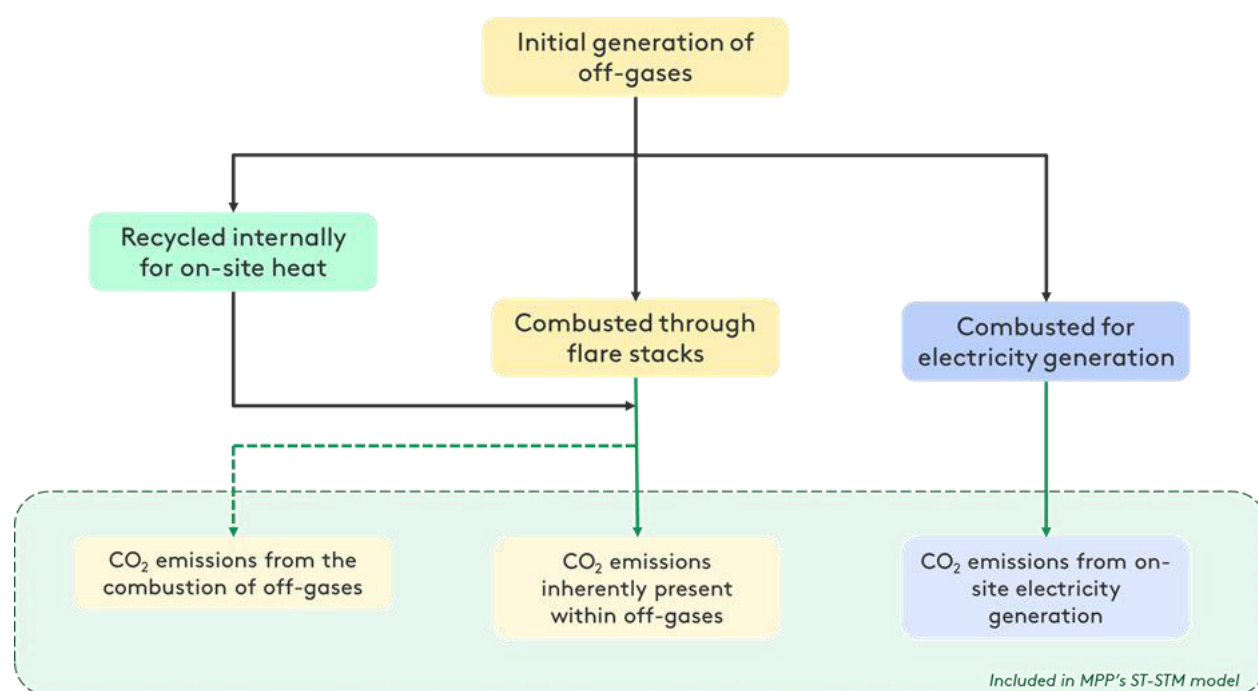 Initial generation of
off-gases
Recycled internally
for on-site heat
Combusted through
flare stacks
Combusted for
electricity generation
CO₂ emissions from the
combustion of off-gases
CO₂ emissions
inherently present
within off-gases
CO₂ emissions from on-
site electricity
generation
Included in MPP's ST-STM model